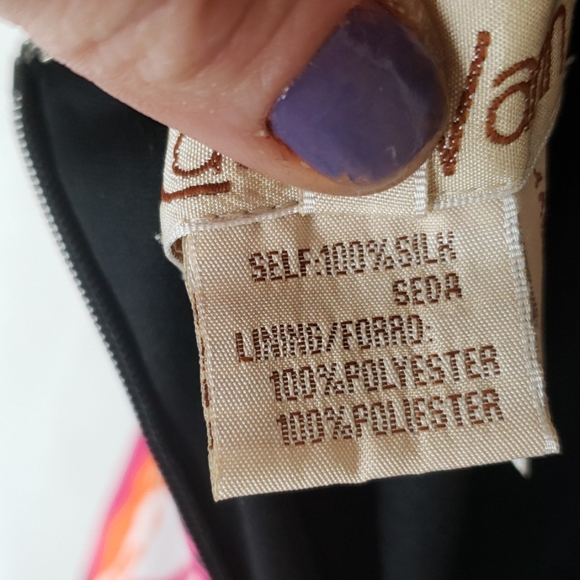 SELF:100%SILK
SEDA
LINING/FORRO:
100%POLYESTER
100%POLIESTER